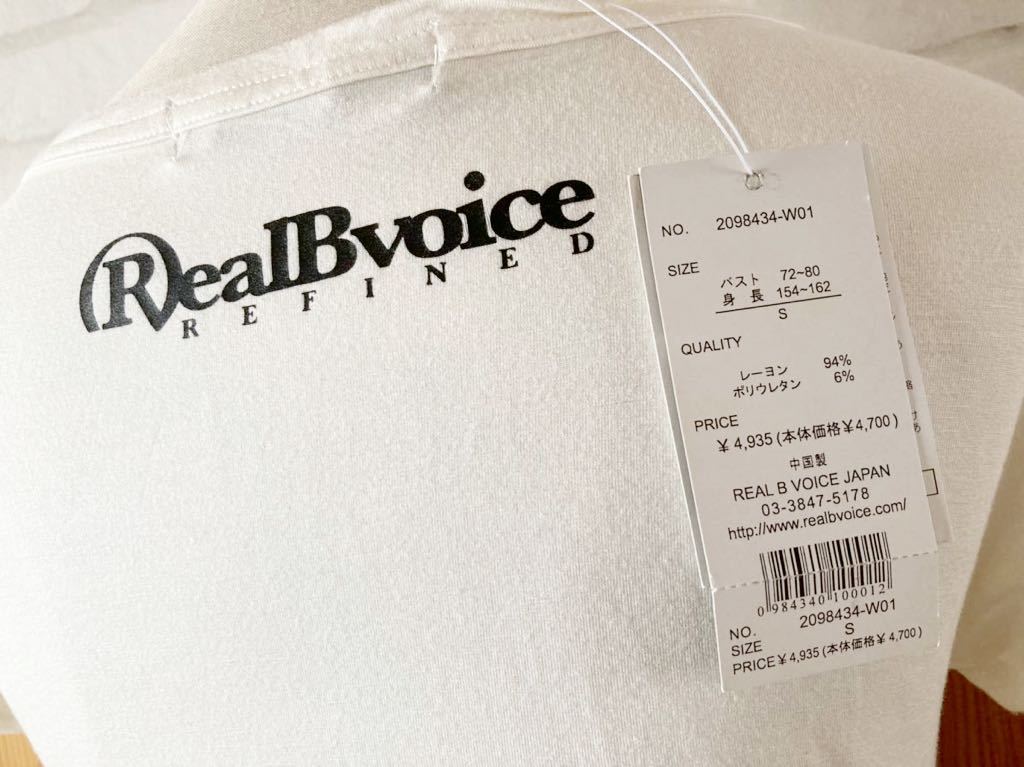 RealBvoice
REFINED
NO. 2098434-W01
SIZE
バスト 72~80
身 長 154~162
S
QUALITY
レーヨン 94%
ポリウレタン 6%
PRICE
¥4,935(本体価格¥4,700)
中国製
REAL B VOICE JAPAN
03-3847-5178
http://www.realbvoice.com/
0 984340 100012
NO. 2098434-W01
SIZE S
PRICE¥4,935(本体価格¥4,700)